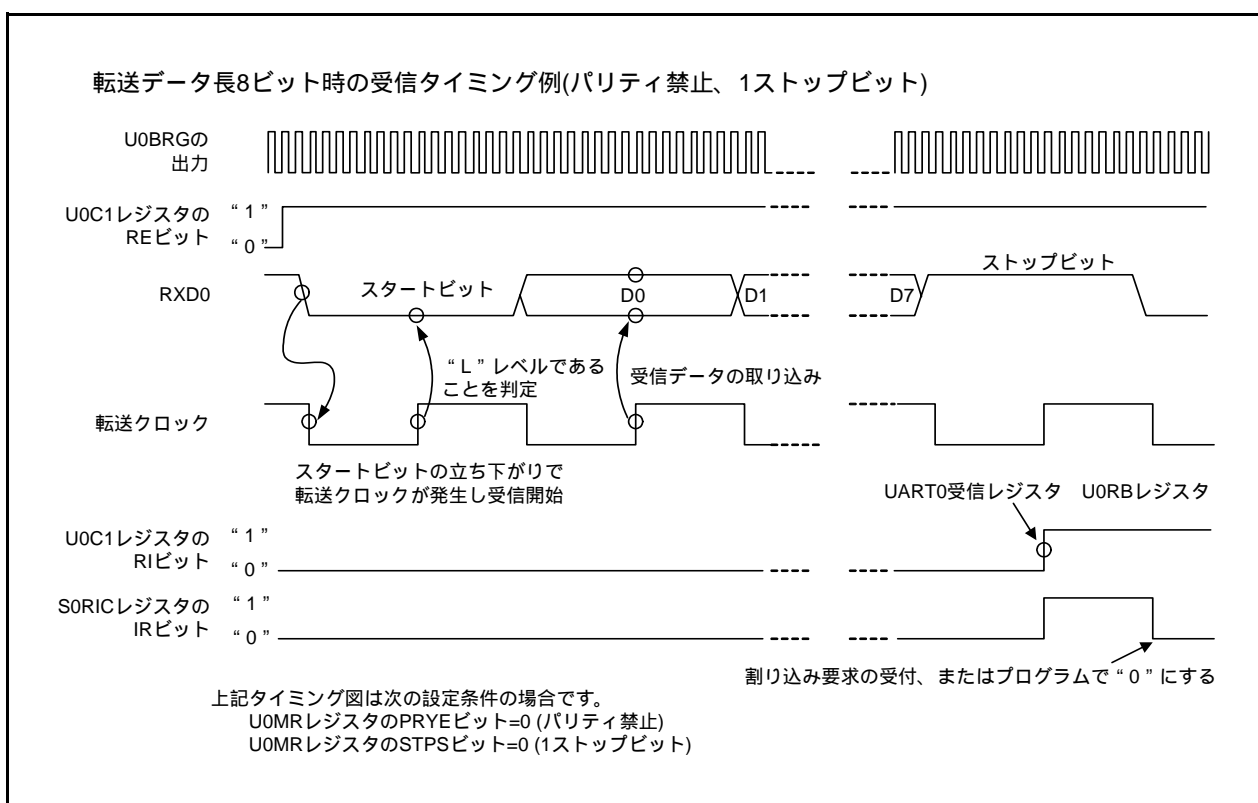 転送データ長8ビット時の受信タイミング例(パリティ禁止、1ストップビット)
U0BRGの
出力
U0C1レジスタの
REビット
“ 1 ”
“ 0 ”
RXD0
スタートビット
D0
D1
D7
ストップビット
“ L ” レベルである
ことを判定
受信データの取り込み
転送クロック
スタートビットの立ち下がりで
転送クロックが発生し受信開始
UART0受信レジスタ U0RBレジスタ
U0C1レジスタの
RIビット
“ 1 ”
“ 0 ”
S0RICレジスタの
IRビット
“ 1 ”
“ 0 ”
割り込み要求の受付、またはプログラムで “ 0 ” にする
上記タイミング図は次の設定条件の場合です。
U0MRレジスタのPRYEビット=0 (パリティ禁止)
U0MRレジスタのSTPSビット=0 (1ストップビット)